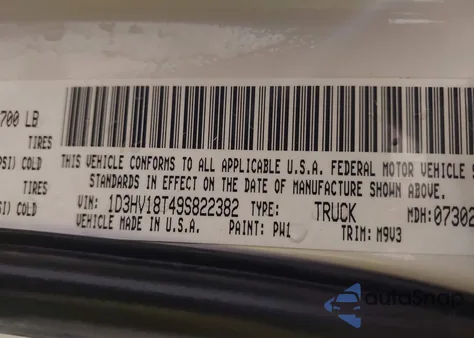 700 LB
TIRES
PSI) COLD
TIRES
SI) COLD
THIS VEHICLE CONFORMS TO ALL APPLICABLE U.S.A. FEDERAL MOTOR VEHICLE S
STANDARDS IN EFFECT ON THE DATE OF MANUFACTURE SHOWN ABOVE.
VIN: 1D3HV18T49S822382 TYPE: TRUCK MDH: 07302
VEHICLE MADE IN U.S.A. PAINT: PW1 TRIM: M9V3
autoSnap